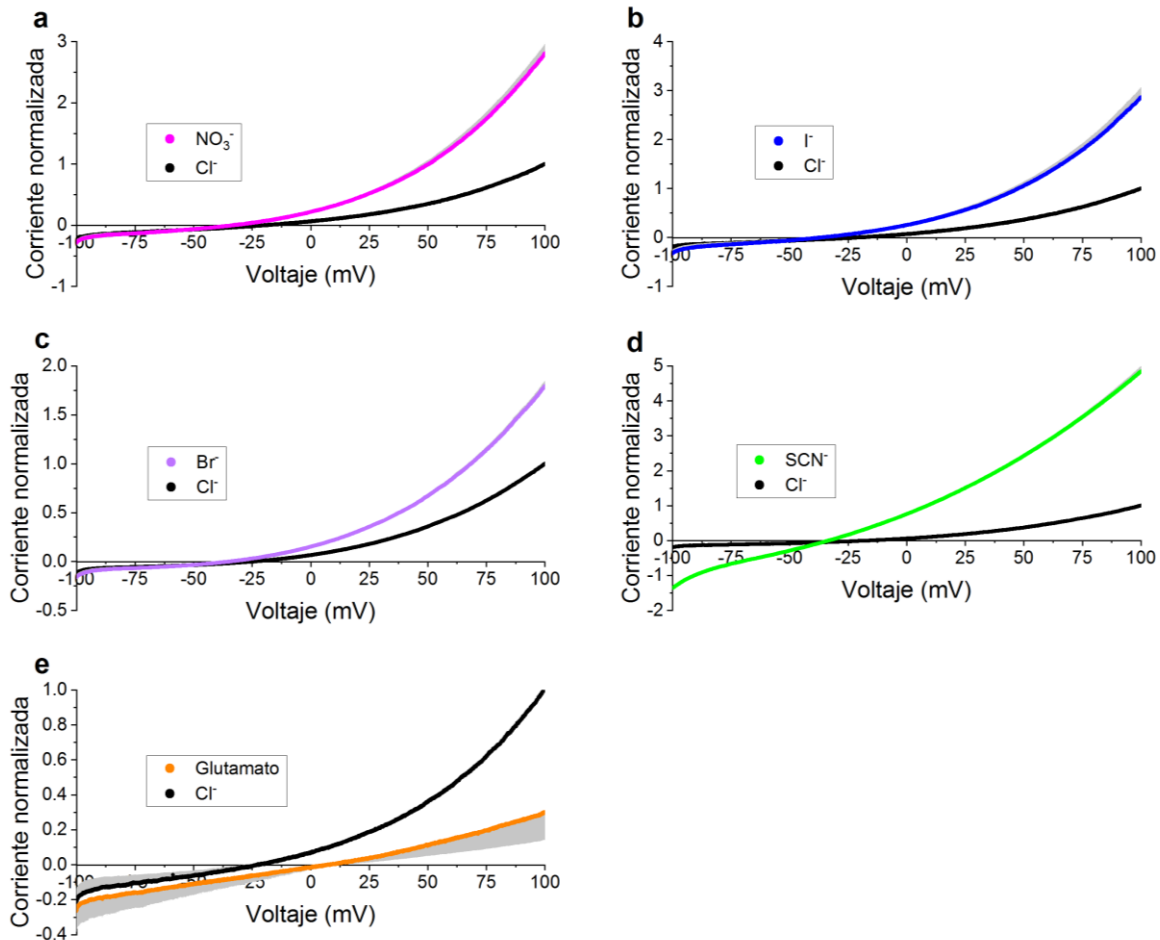 a
3
2
1
0
-1
Corriente normalizada
NO₃⁻
Cl⁻
-100 -75 -50 -25 0 25 50 75 100
Voltaje (mV)
b
4
3
2
1
0
-1
Corriente normalizada
I⁻
Cl⁻
-100 -75 -50 -25 0 25 50 75 100
Voltaje (mV)
c
2.0
1.5
1.0
0.5
0.0
-0.5
Corriente normalizada
Br⁻
Cl⁻
-100 -75 -50 -25 0 25 50 75 100
Voltaje (mV)
d
5
4
3
2
1
0
-1
-2
Corriente normalizada
SCN⁻
Cl⁻
-100 -75 -50 -25 0 25 50 75 100
Voltaje (mV)
e
1.0
0.8
0.6
0.4
0.2
0.0
-0.2
-0.4
Corriente normalizada
Glutamato
Cl⁻
-100 -75 -50 -25 0 25 50 75 100
Voltaje (mV)